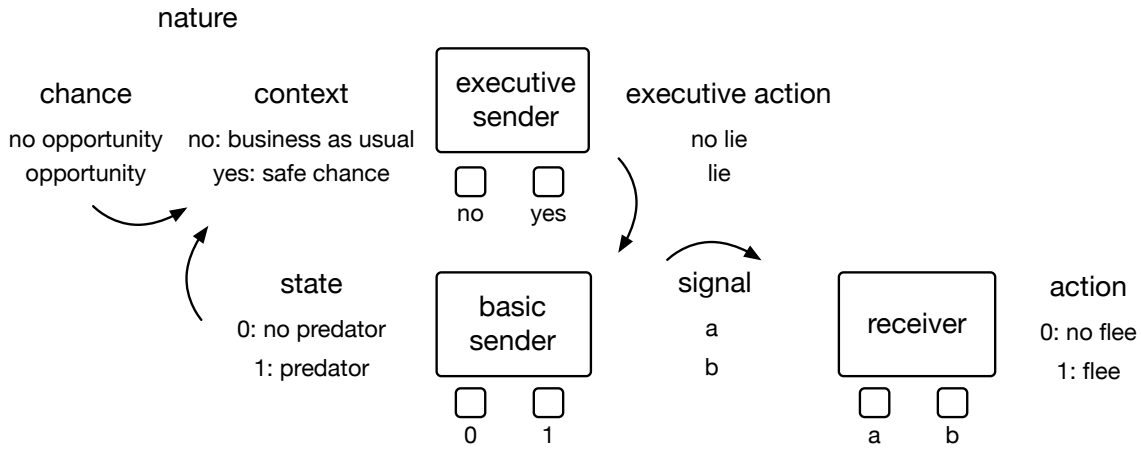 nature
chance
no opportunity
opportunity
context
no: business as usual
yes: safe chance
executive
sender
no yes
executive action
no lie
lie
state
0: no predator
1: predator
basic
sender
0 1
signal
a
b
receiver
a b
action
0: no flee
1: flee